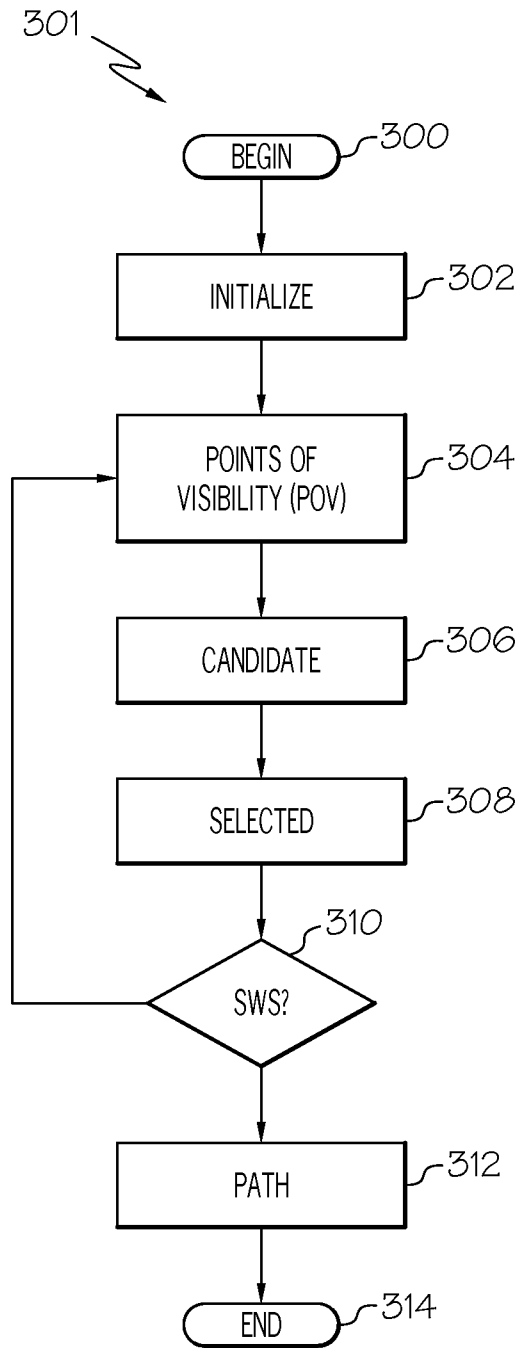 301
BEGIN
300
INITIALIZE
302
POINTS OF
VISIBILITY (POV)
304
CANDIDATE
306
SELECTED
308
310
SWS?
PATH
312
END
314